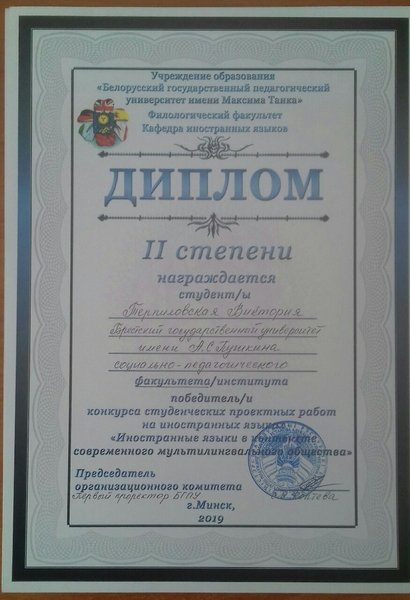 Учреждение образования
«Белорусский государственный педагогический
университет имени Максима Танка»
Филологический факультет
Кафедра иностранных языков
ДИПЛОМ
II степени
награждается
студент/ы
Терпиловская Виктория
Брестский государственный университет
имени А.С.Пушкина
социально-педагогического
факультета/института
победитель/и
конкурса студенческих проектных работ
на иностранных языках
«Иностранные языки в контексте
современного мультилингвального общества»
Председатель
организационного комитета
Первый проректор БГПУ
г.Минск,
2019